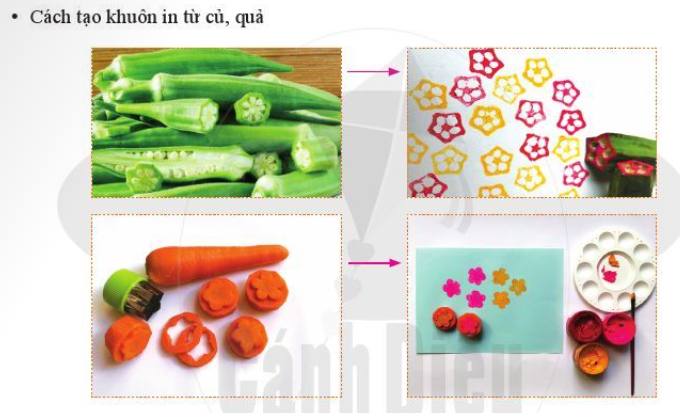 • Cách tạo khuôn in từ củ, quả
Cánh Diều